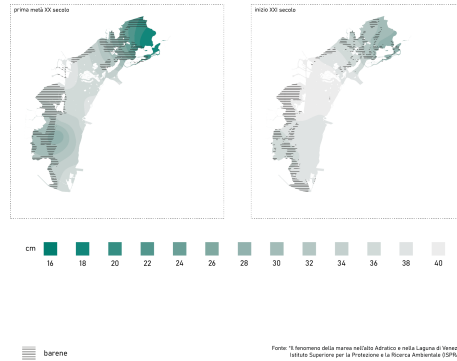 prima metà XX secolo
inizio XXI secolo
cm
16 18 20 22 24 26 28 30 32 34 36 38 40
barene
Fonte: "Il fenomeno della marea nell'alto Adriatico e nella Laguna di Venez
Istituto Superiore per la Protezione e la Ricerca Ambientale (ISPRA